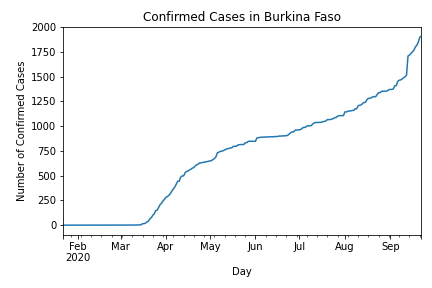 Confirmed Cases in Burkina Faso
Number of Confirmed Cases
2000
1750
1500
1250
1000
750
500
250
0
Feb Mar Apr May Jun Jul Aug Sep
2020
Day